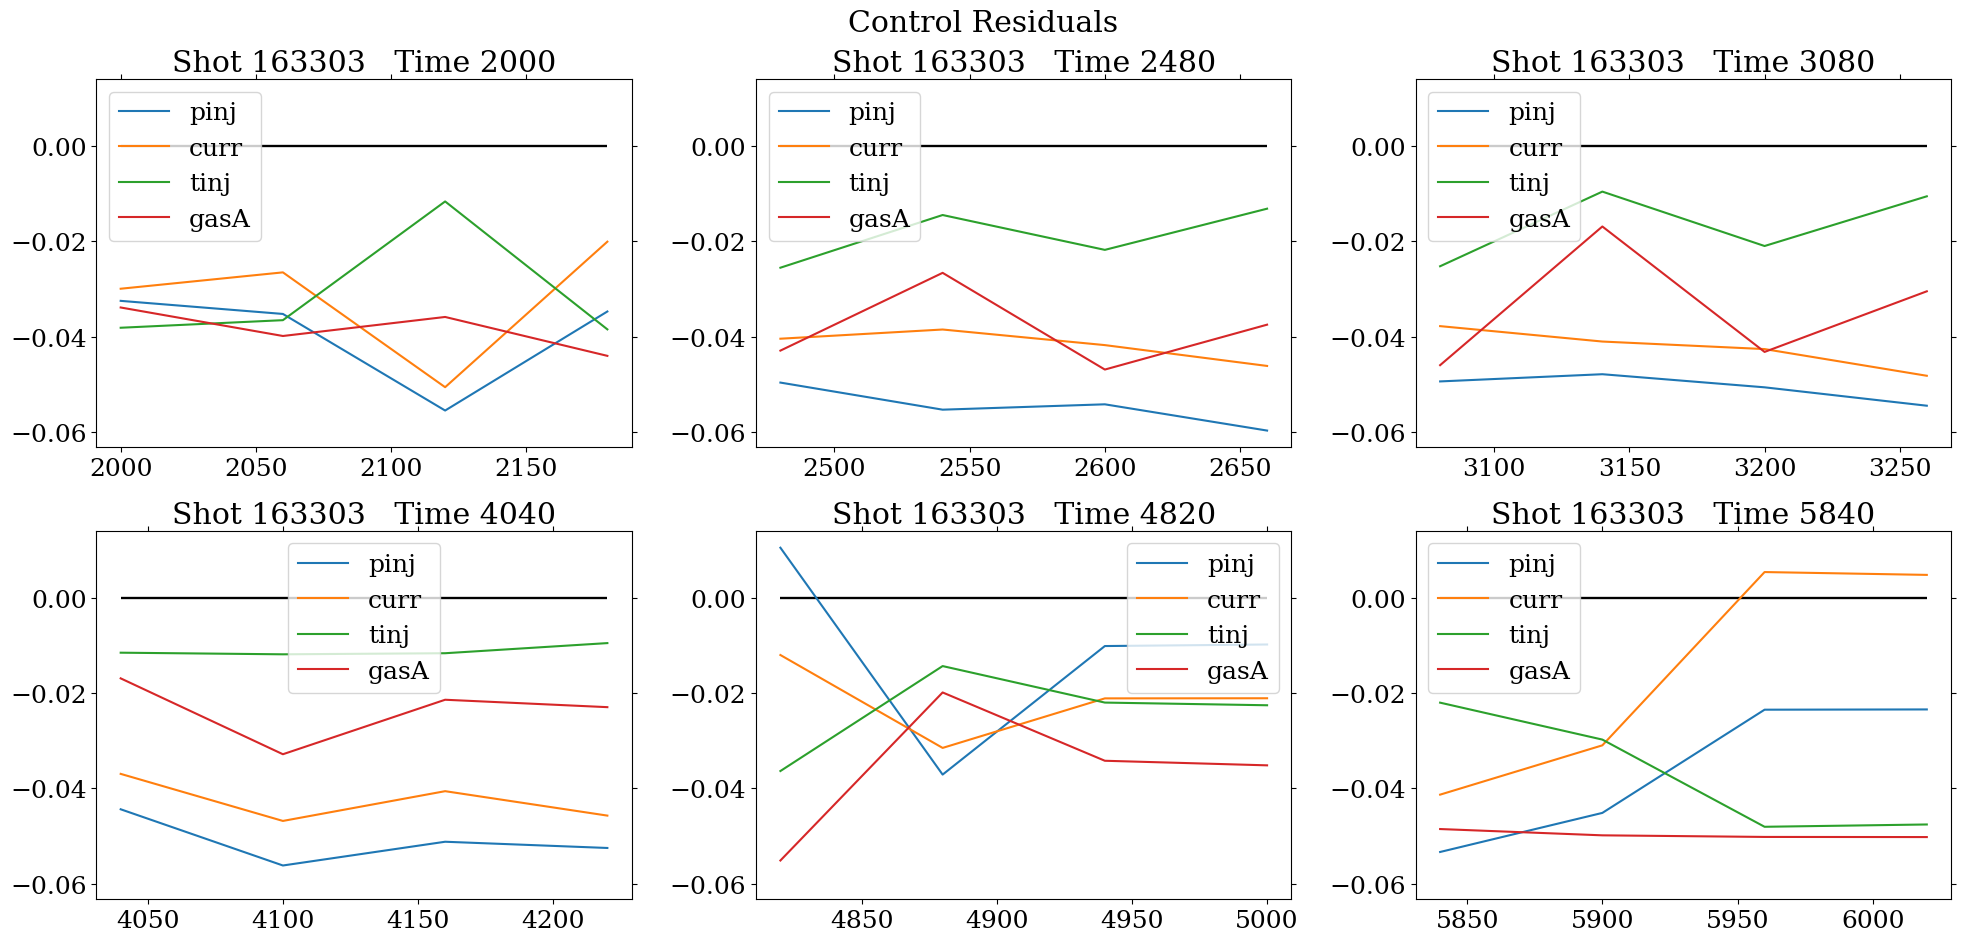 Control Residuals
Shot 163303   Time 2000
pinj
curr
tinj
gasA
0.00
−0.02
−0.04
−0.06
2000 2050 2100 2150
Shot 163303   Time 2480
pinj
curr
tinj
gasA
0.00
−0.02
−0.04
−0.06
2500 2550 2600 2650
Shot 163303   Time 3080
pinj
curr
tinj
gasA
0.00
−0.02
−0.04
−0.06
3100 3150 3200 3250
Shot 163303   Time 4040
pinj
curr
tinj
gasA
0.00
−0.02
−0.04
−0.06
4050 4100 4150 4200
Shot 163303   Time 4820
pinj
curr
tinj
gasA
0.00
−0.02
−0.04
−0.06
4850 4900 4950 5000
Shot 163303   Time 5840
pinj
curr
tinj
gasA
0.00
−0.02
−0.04
−0.06
5850 5900 5950 6000